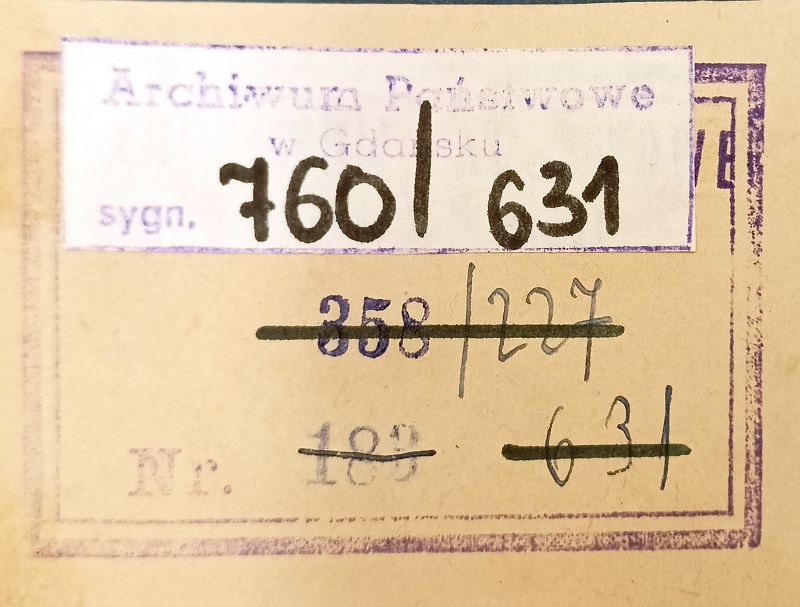 Archiwum Państwowe
w Gdańsku
sygn. 760/631
358/227
Nr. 183 631